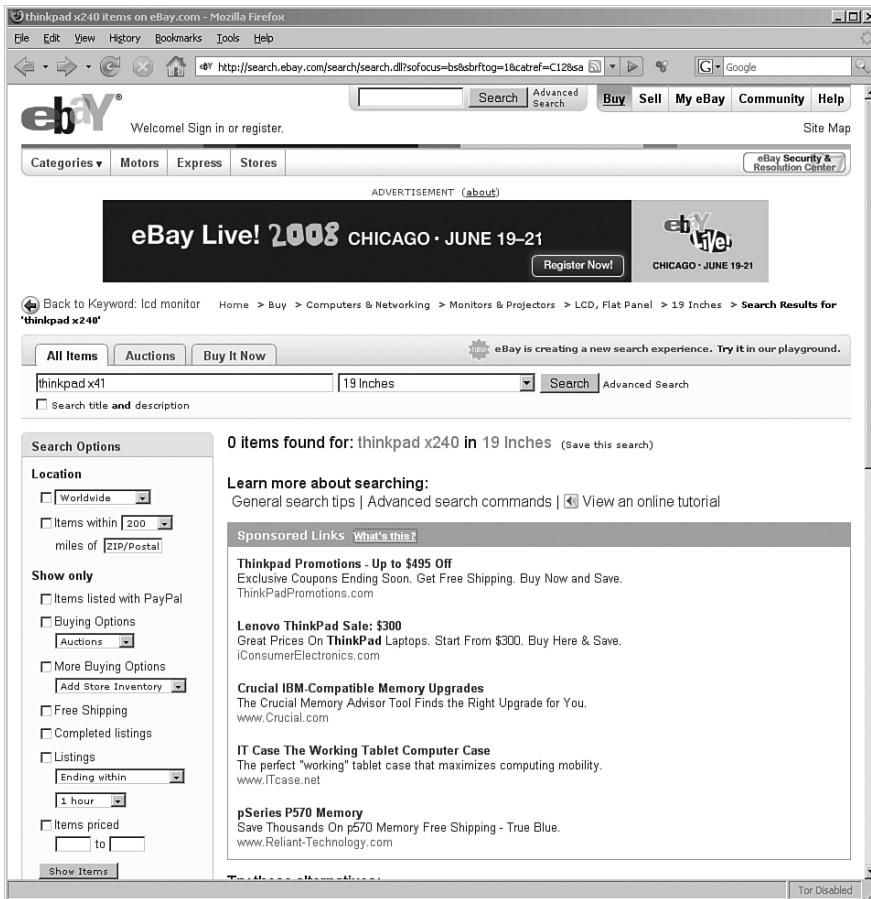 thinkpad x240 items on eBay.com - Mozilla Firefox
File Edit View History Bookmarks Tools Help
http://search.ebay.com/search/search.dll?sofocus=bs&sbrftog=1&catref=C12&sa
G Google
ebY®
Welcome! Sign in or register.
Search Advanced Search
Buy Sell My eBay Community Help
Site Map
Categories Motors Express Stores
eBay Security & Resolution Center
ADVERTISEMENT (about)
eBay Live! 2008 CHICAGO · JUNE 19–21
Register Now!
ebY Live!
CHICAGO · JUNE 19-21
Back to Keyword: lcd monitor Home > Buy > Computers & Networking > Monitors & Projectors > LCD, Flat Panel > 19 Inches > Search Results for
'thinkpad x240'
All Items Auctions Buy It Now
new eBay is creating a new search experience. Try it in our playground.
thinkpad x41 19 Inches Search Advanced Search
Search title and description
Search Options
Location
Worldwide
Items within 200
miles of ZIP/Postal
Show only
Items listed with PayPal
Buying Options
Auctions
More Buying Options
Add Store Inventory
Free Shipping
Completed listings
Listings
Ending within
1 hour
Items priced
to
Show Items
0 items found for: thinkpad x240 in 19 Inches (Save this search)
Learn more about searching:
General search tips | Advanced search commands | View an online tutorial
Sponsored Links What's this?
Thinkpad Promotions - Up to $495 Off
Exclusive Coupons Ending Soon. Get Free Shipping. Buy Now and Save.
ThinkPadPromotions.com
Lenovo ThinkPad Sale: $300
Great Prices On ThinkPad Laptops. Start From $300. Buy Here & Save.
iConsumerElectronics.com
Crucial IBM-Compatible Memory Upgrades
The Crucial Memory Advisor Tool Finds the Right Upgrade for You.
www.Crucial.com
IT Case The Working Tablet Computer Case
The perfect "working" tablet case that maximizes computing mobility.
www.ITcase.net
pSeries P570 Memory
Save Thousands On p570 Memory Free Shipping - True Blue.
www.Reliant-Technology.com
Try these alternatives:
Tor Disabled